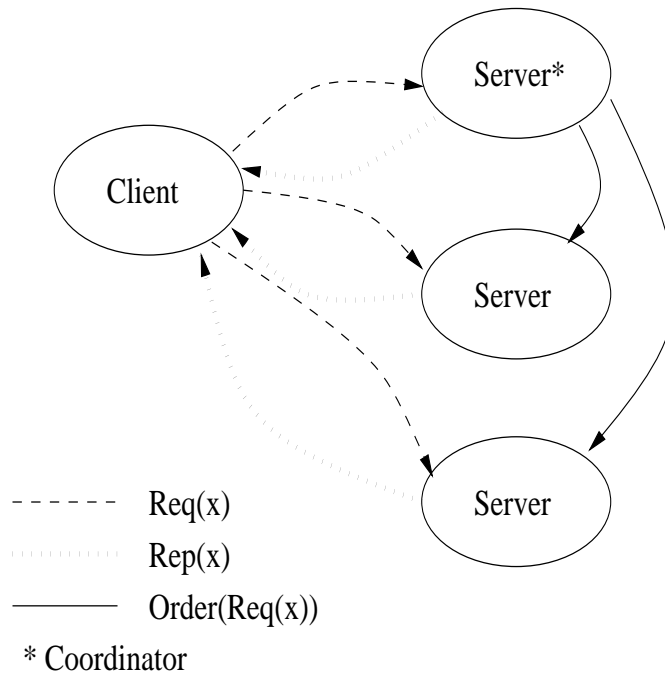 Server*
Client
Server
Server
Req(x)
Rep(x)
Order(Req(x))
* Coordinator